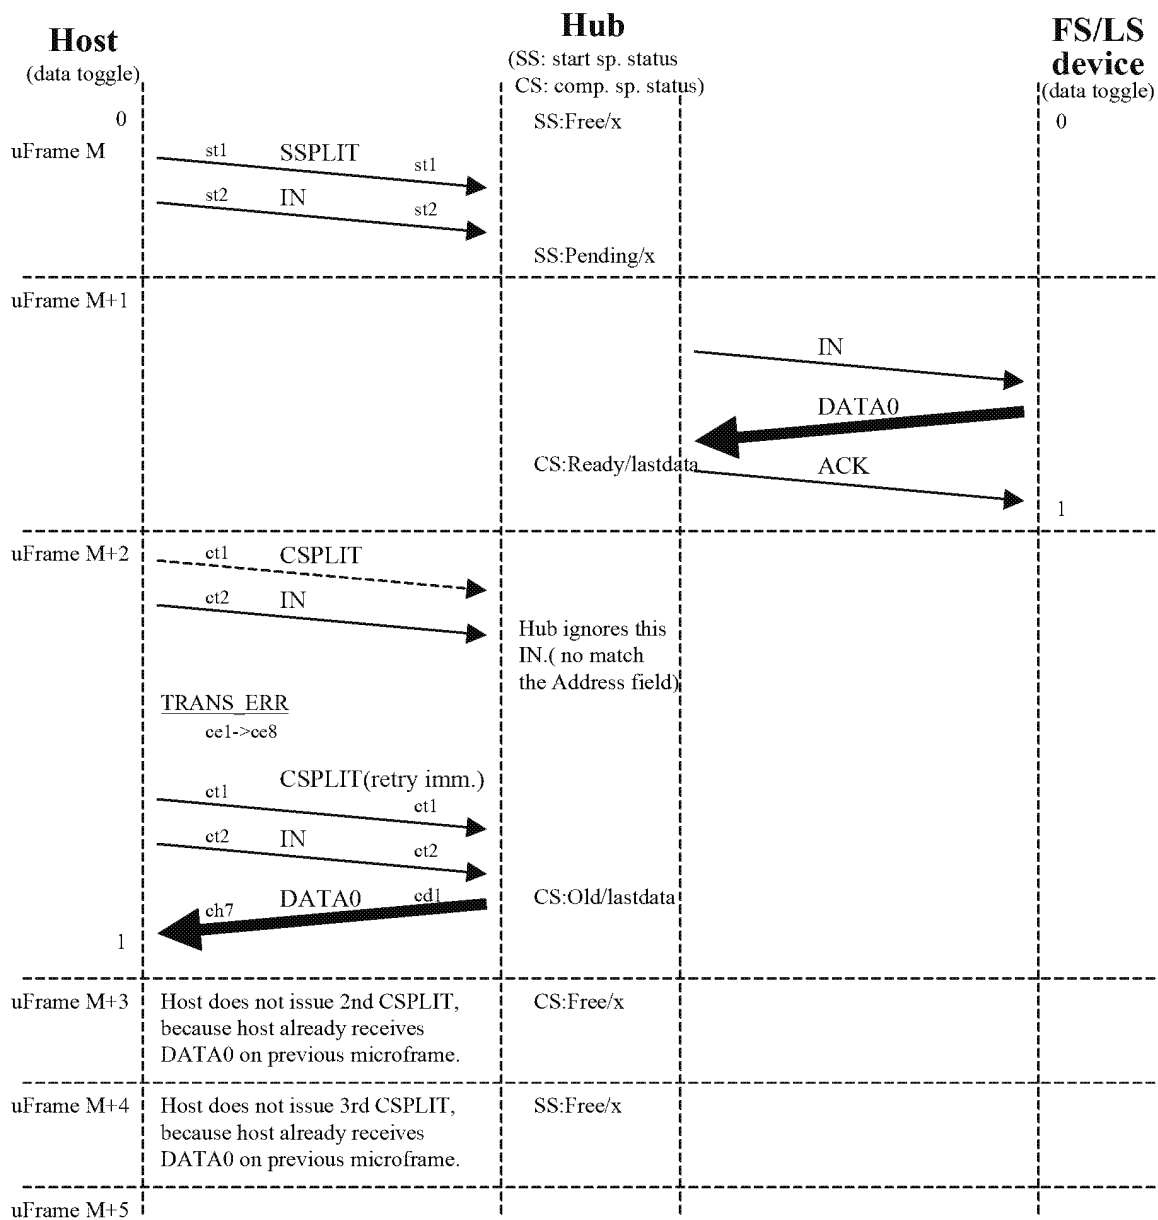 Host
(data toggle)
Hub
(SS: start sp. status
CS: comp. sp. status)
FS/LS
device
(data toggle)
0
SS:Free/x
0
uFrame M
st1
SSPLIT
st1
st2
IN
st2
SS:Pending/x
uFrame M+1
IN
DATA0
CS:Ready/lastdata
ACK
1
uFrame M+2
ct1
CSPLIT
ct2
IN
Hub ignores this
IN.( no match
the Address field)
TRANS_ERR
ce1->ce8
CSPLIT(retry imm.)
ct1
ct1
ct2
IN
ct2
DATA0
cd1
CS:Old/lastdata
ch7
1
uFrame M+3
Host does not issue 2nd CSPLIT,
because host already receives
DATA0 on previous microframe.
CS:Free/x
uFrame M+4
Host does not issue 3rd CSPLIT,
because host already receives
DATA0 on previous microframe.
SS:Free/x
uFrame M+5